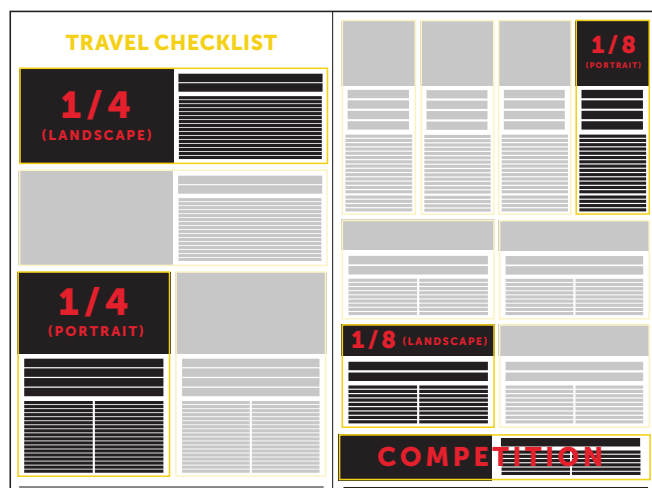 TRAVEL CHECKLIST
1/4
(LANDSCAPE)
1/4
(PORTRAIT)
1/8
(PORTRAIT)
1/8 (LANDSCAPE)
COMPETITION